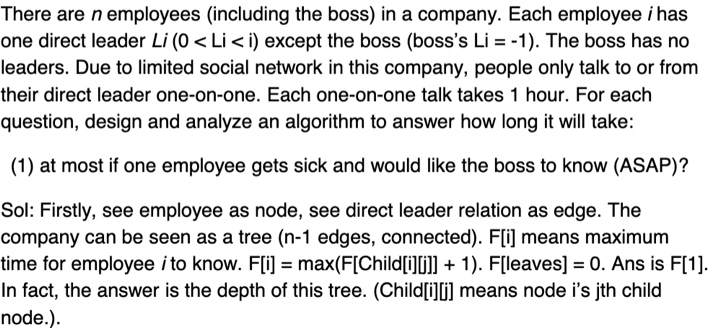 There are n employees (including the boss) in a company. Each employee i has
one direct leader Li (0 < Li < i) except the boss (boss's Li = -1). The boss has no
leaders. Due to limited social network in this company, people only talk to or from
their direct leader one-on-one. Each one-on-one talk takes 1 hour. For each
question, design and analyze an algorithm to answer how long it will take:
(1) at most if one employee gets sick and would like the boss to know (ASAP)?
Sol: Firstly, see employee as node, see direct leader relation as edge. The
company can be seen as a tree (n-1 edges, connected). F[i] means maximum
time for employee i to know. F[i] = max(F[Child[i][j]] + 1). F[leaves] = 0. Ans is F[1].
In fact, the answer is the depth of this tree. (Child[i][j] means node i's jth child
node.).